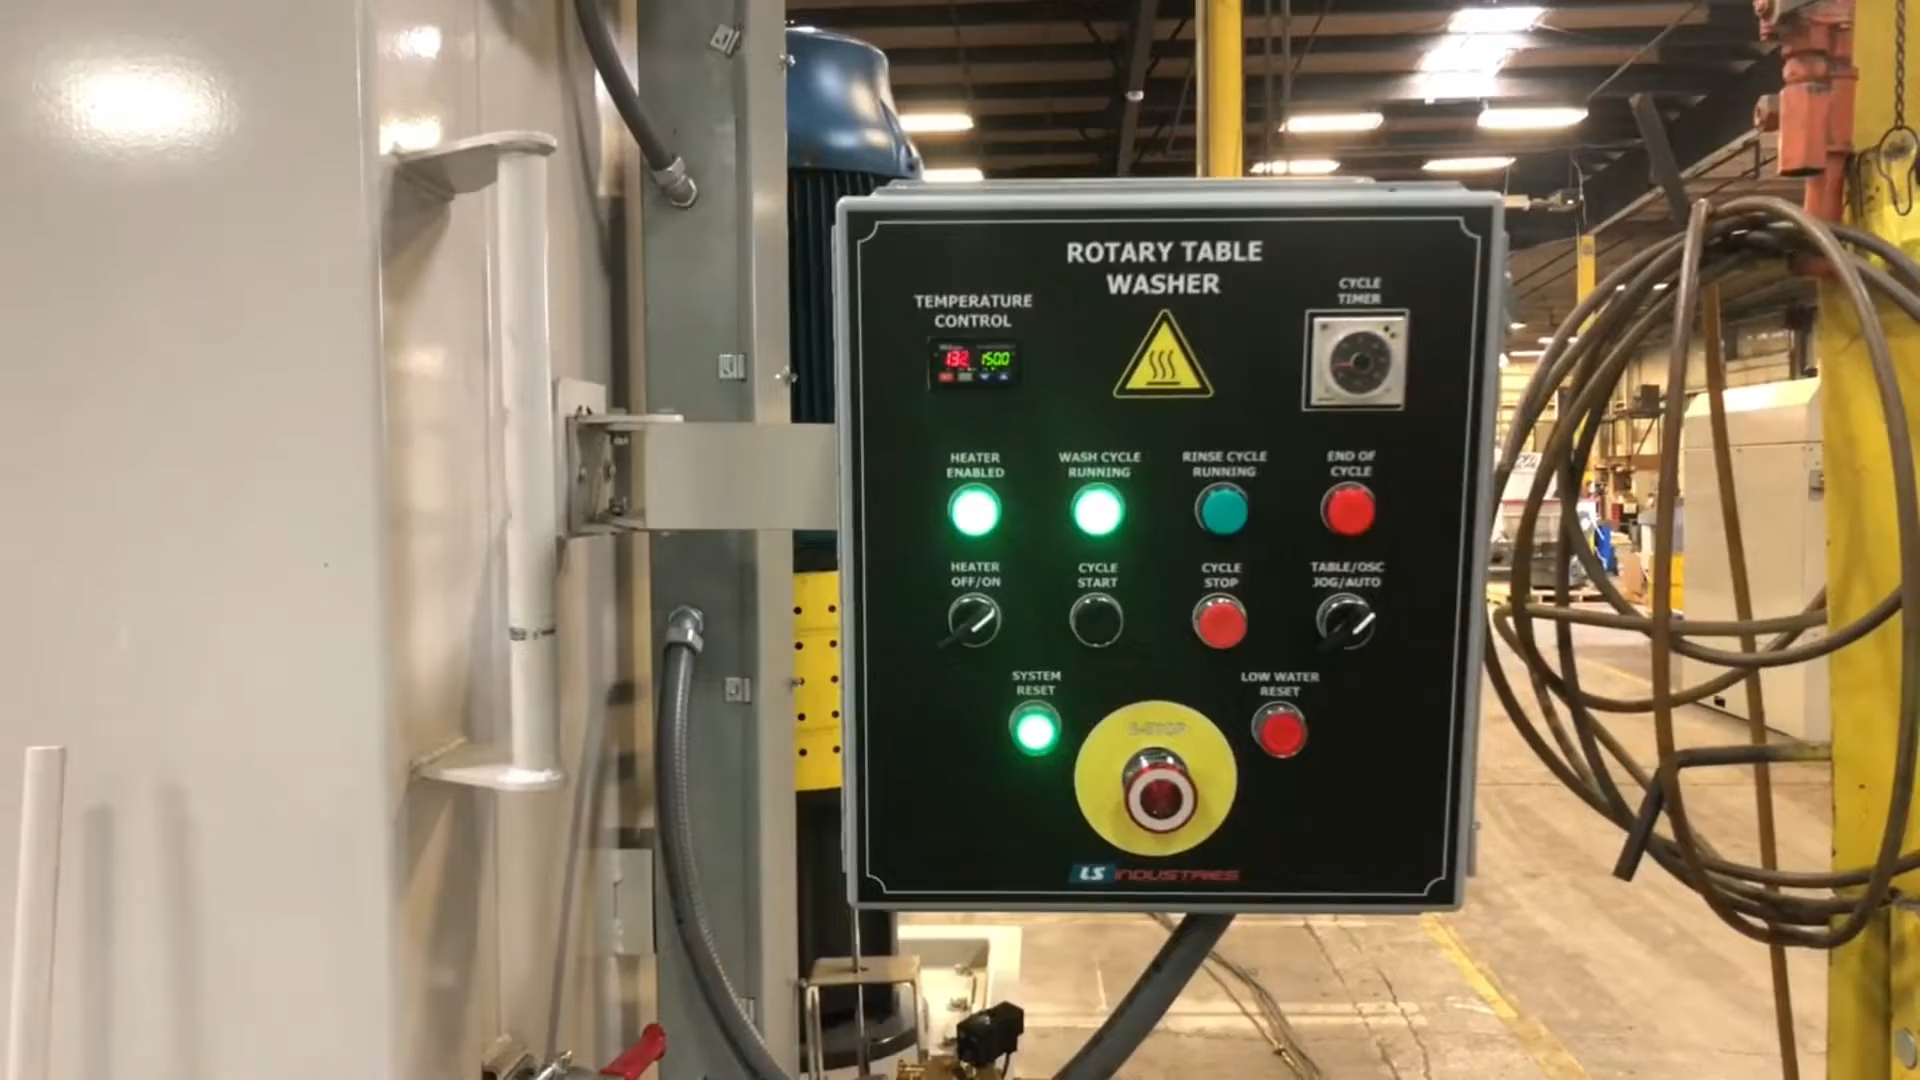 ROTARY TABLE
WASHER
TEMPERATURE
CONTROL
CYCLE
TIMER
132 1500
HEATER
ENABLED
WASH CYCLE
RUNNING
RINSE CYCLE
RUNNING
END OF
CYCLE
HEATER
OFF/ON
CYCLE
START
CYCLE
STOP
TABLE/OSC
JOG/AUTO
SYSTEM
RESET
LOW WATER
RESET
E-STOP
LS INDUSTRIES